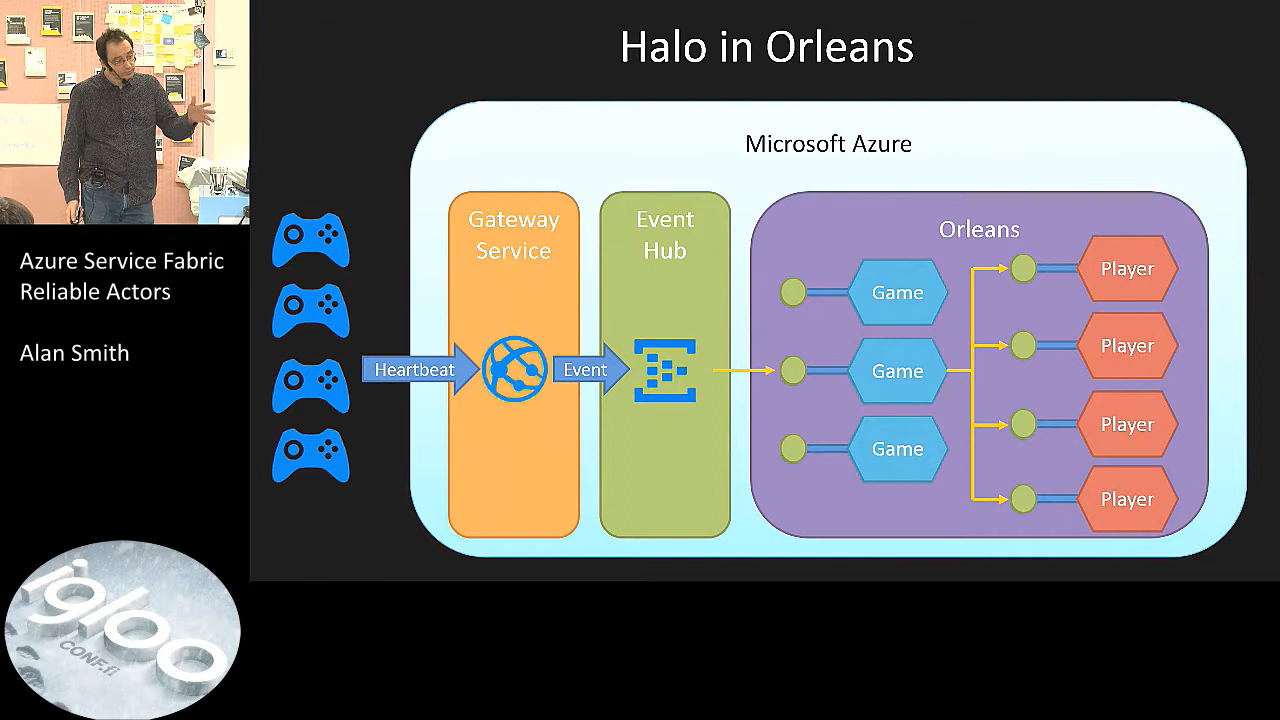 Halo in Orleans
Microsoft Azure
Gateway
Service
Event
Hub
Orleans
Heartbeat
Event
Game
Game
Game
Player
Player
Player
Player
Azure Service Fabric
Reliable Actors
Alan Smith
igloo
CONF.fi